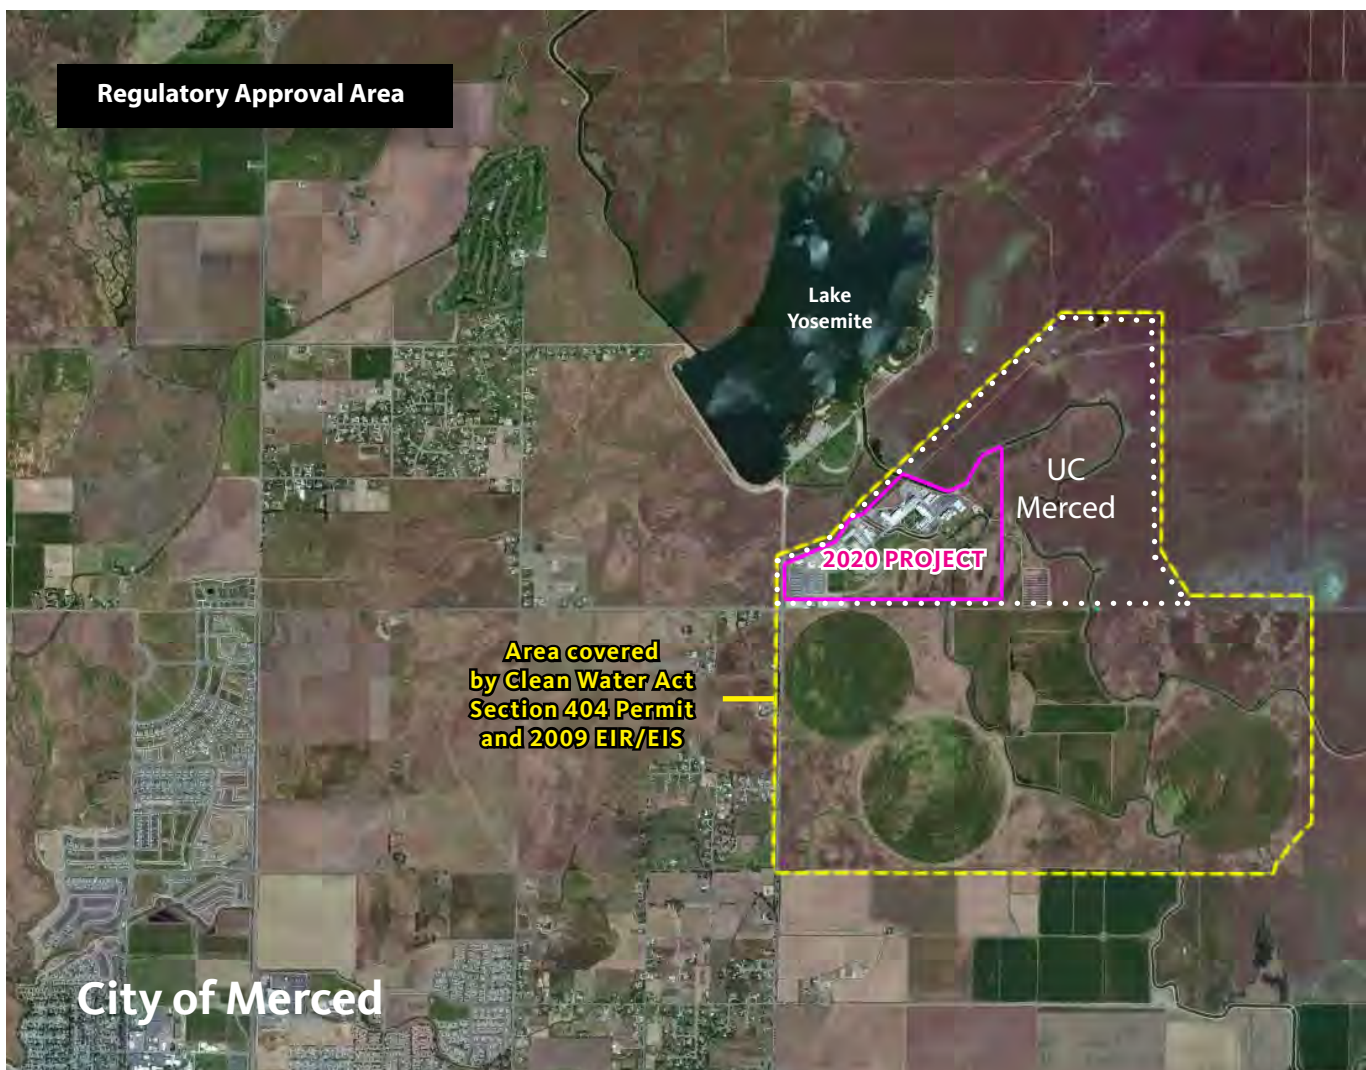 Regulatory Approval Area
Lake
Yosemite
UC
Merced
2020 PROJECT
Area covered
by Clean Water Act
Section 404 Permit
and 2009 EIR/EIS
City of Merced